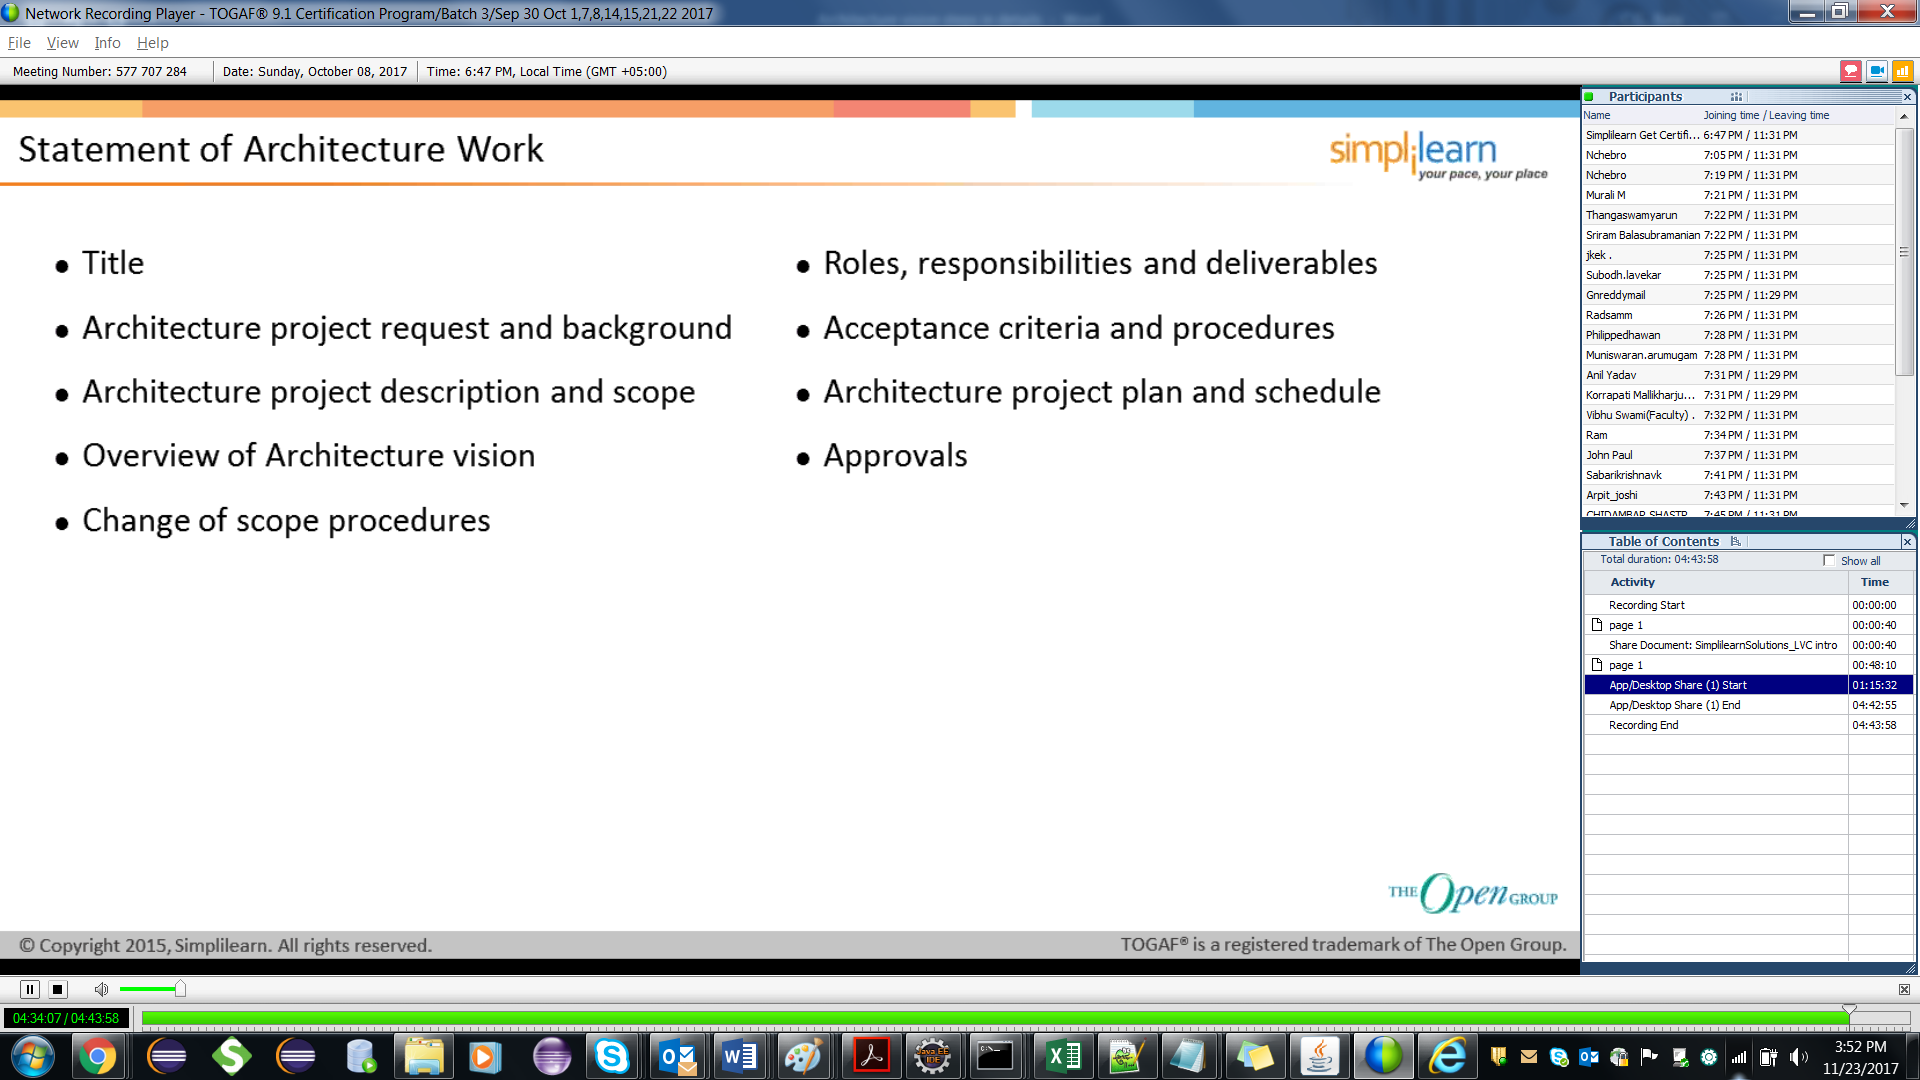 Network Recording Player - TOGAF® 9.1 Certification Program/Batch 3/Sep 30 Oct 1,7,8,14,15,21,22 2017
File View Info Help
Meeting Number: 577 707 284 Date: Sunday, October 08, 2017 Time: 6:47 PM, Local Time (GMT +05:00)
Statement of Architecture Work
simplilearn
your pace, your place
• Title
• Architecture project request and background
• Architecture project description and scope
• Overview of Architecture vision
• Change of scope procedures
• Roles, responsibilities and deliverables
• Acceptance criteria and procedures
• Architecture project plan and schedule
• Approvals
THE Open GROUP
© Copyright 2015, Simplilearn. All rights reserved.
TOGAF® is a registered trademark of The Open Group.
Participants
Name Joining time / Leaving time
Simplilearn Get Certifi... 6:47 PM / 11:31 PM
Nchebro 7:05 PM / 11:31 PM
Nchebro 7:19 PM / 11:31 PM
Murali M 7:21 PM / 11:31 PM
Thangaswamyarun 7:22 PM / 11:31 PM
Sriram Balasubramanian 7:22 PM / 11:31 PM
jkek . 7:25 PM / 11:31 PM
Subodh.lavekar 7:25 PM / 11:31 PM
Gnreddymail 7:25 PM / 11:29 PM
Radsamm 7:26 PM / 11:31 PM
Philippedhawan 7:28 PM / 11:31 PM
Muniswaran.arumugam 7:28 PM / 11:31 PM
Anil Yadav 7:31 PM / 11:29 PM
Korrapati Mallikharju... 7:31 PM / 11:29 PM
Vibhu Swami(Faculty) . 7:32 PM / 11:31 PM
Ram 7:34 PM / 11:31 PM
John Paul 7:37 PM / 11:31 PM
Sabarikrishnavk 7:41 PM / 11:31 PM
Arpit_joshi 7:43 PM / 11:31 PM
CHIDAMBAR SHASTR 7:45 PM / 11:31 PM
Table of Contents
Total duration: 04:43:58 Show all
Activity Time
Recording Start 00:00:00
page 1 00:00:40
Share Document: SimplilearnSolutions_LVC intro 00:00:40
page 1 00:48:10
App/Desktop Share (1) Start 01:15:32
App/Desktop Share (1) End 04:42:55
Recording End 04:43:58
04:34:07 / 04:43:58
Java EE
IDE
3:52 PM
11/23/2017